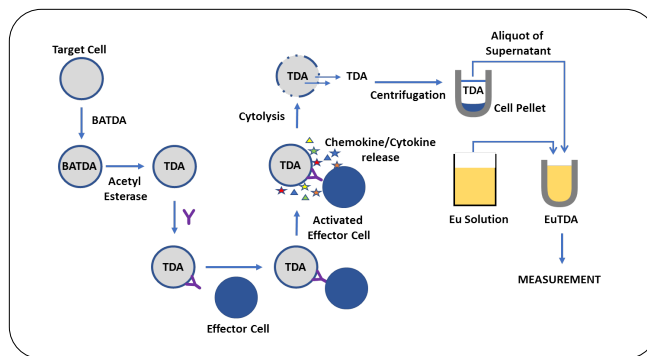 Target Cell
BATDA
BATDA
Acetyl
Esterase
TDA
TDA
Effector Cell
TDA
Activated
Effector Cell
TDA
Chemokine/Cytokine
release
Cytolysis
TDA
TDA
Centrifugation
TDA
Cell Pellet
Aliquot of
Supernatant
Eu Solution
EuTDA
MEASUREMENT